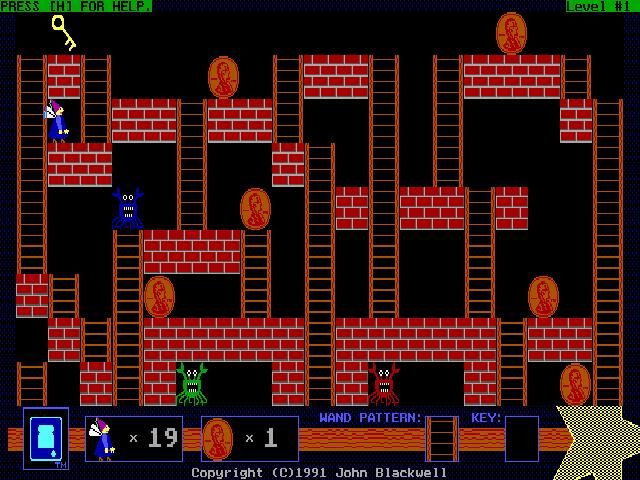 PRESS [H] FOR HELP.
Level #1
WAND PATTERN:
KEY:
× 19
× 1
TM
Copyright (C)1991 John Blackwell